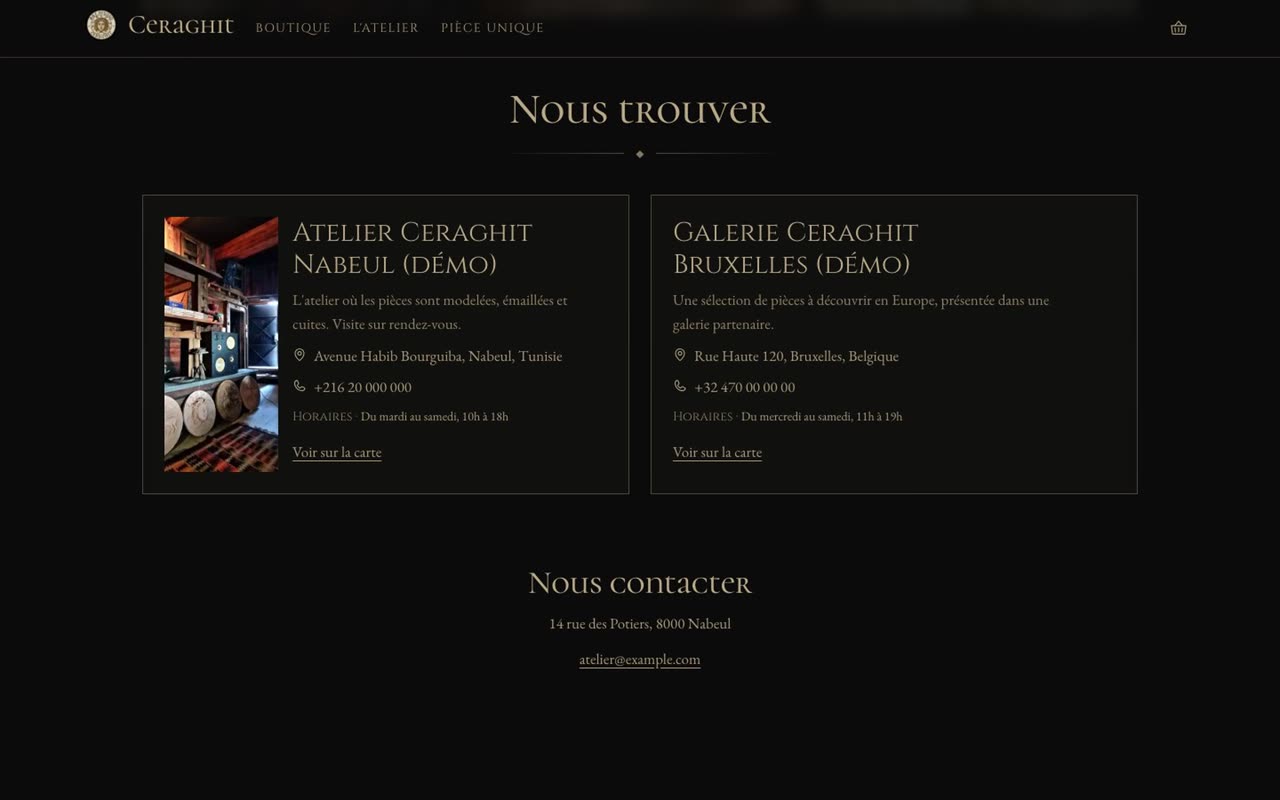 Ceraghit BOUTIQUE L'ATELIER PIÈCE UNIQUE
Nous trouver
Atelier Ceraghit
Nabeul (démo)
L'atelier où les pièces sont modelées, émaillées et
cuites. Visite sur rendez-vous.
Avenue Habib Bourguiba, Nabeul, Tunisie
+216 20 000 000
Horaires · Du mardi au samedi, 10h à 18h
Voir sur la carte
Galerie Ceraghit
Bruxelles (démo)
Une sélection de pièces à découvrir en Europe, présentée dans une
galerie partenaire.
Rue Haute 120, Bruxelles, Belgique
+32 470 00 00 00
Horaires · Du mercredi au samedi, 11h à 19h
Voir sur la carte
Nous contacter
14 rue des Potiers, 8000 Nabeul
atelier@example.com